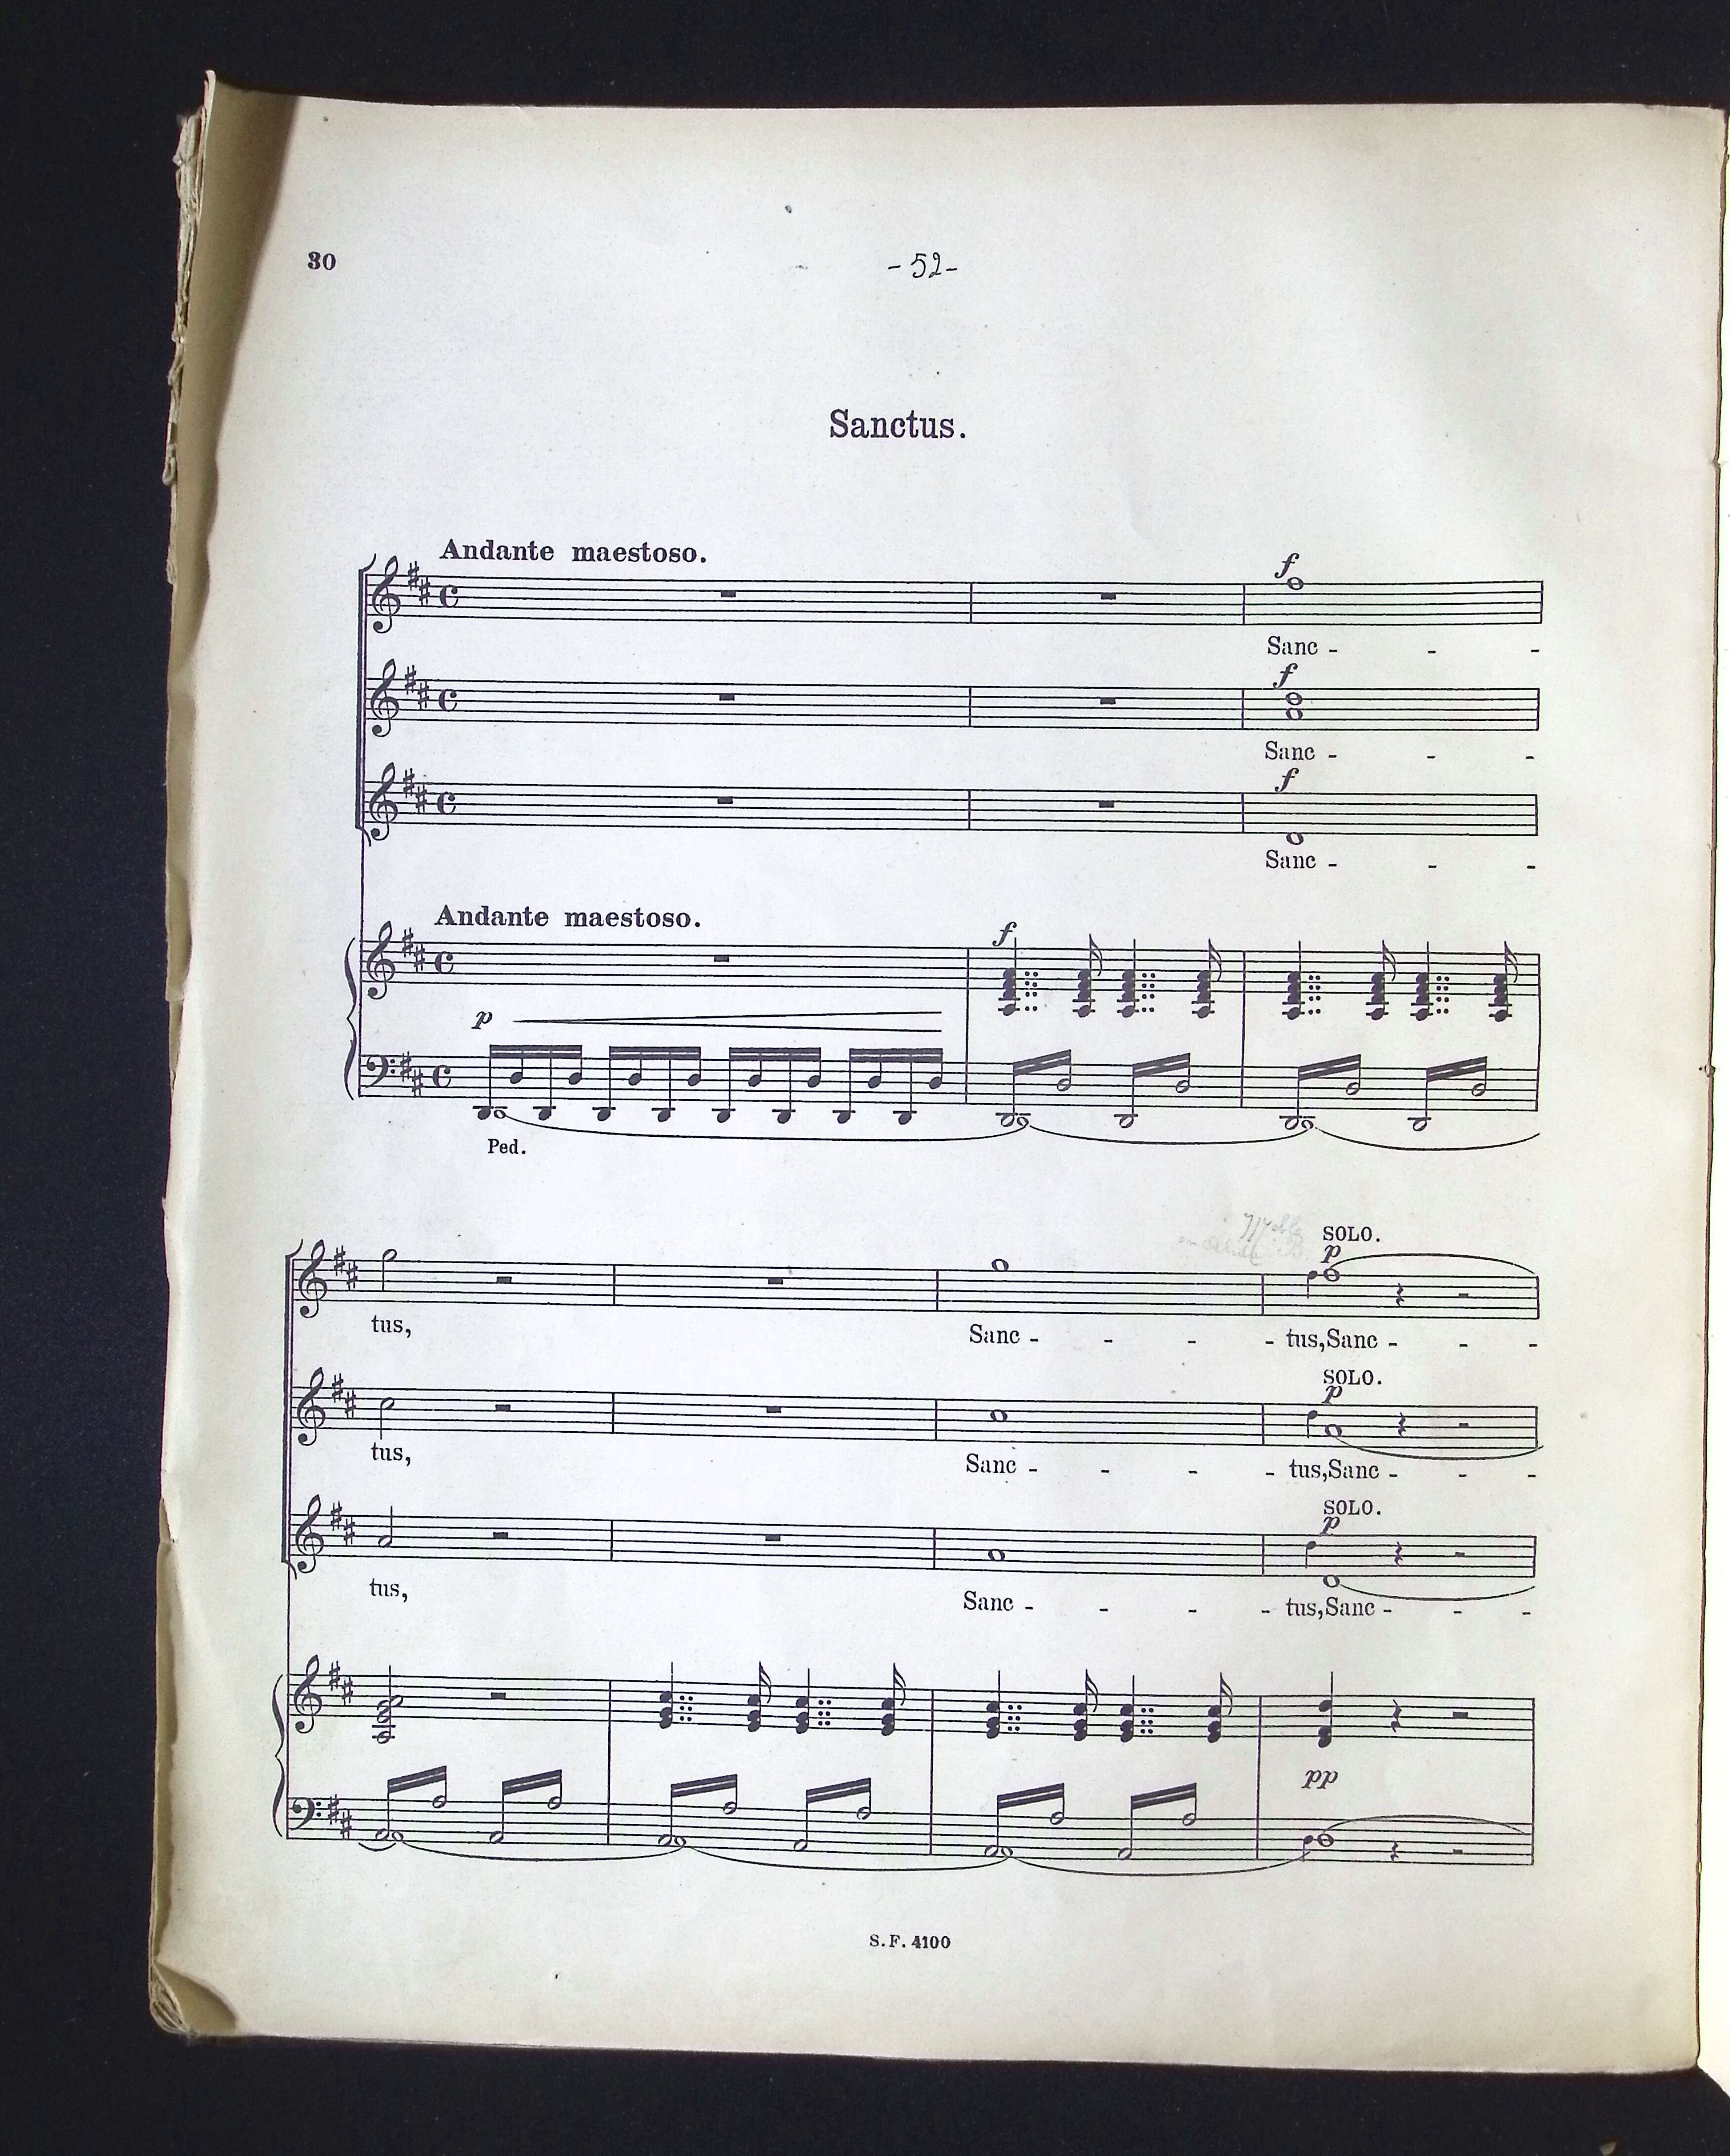 30
- 52 -
Sanctus.
Andante maestoso.
f
Sanc - - -
f
Sanc - - -
f
Sanc - - -
Andante maestoso.
f
p
Ped.
SOLO.
p
tus, Sanc - - - - tus, Sanc - - -
SOLO.
p
tus, Sanc - - - - tus, Sanc - - -
SOLO.
p
tus, Sanc - - - - tus, Sanc - - -
pp
S. F. 4100